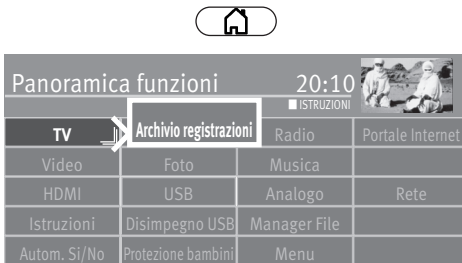 Panoramica funzioni 20:10
ISTRUZIONI
TV Archivio registrazioni Radio Portale Internet
Video Foto Musica
HDMI USB Analogo Rete
Istruzioni Disimpegno USB Manager File
Autom. Si/No Protezione bambini Menu